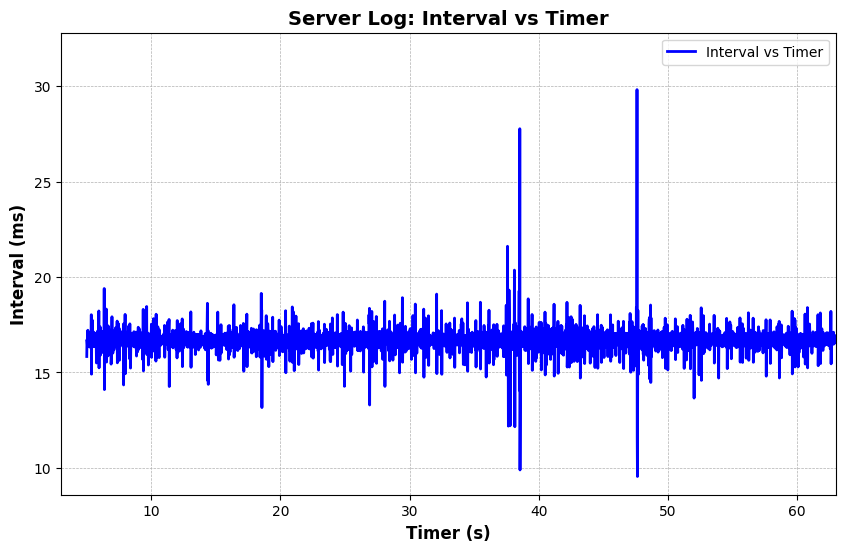 Server Log: Interval vs Timer
Interval vs Timer
30
25
20
15
10
Interval (ms)
10 20 30 40 50 60
Timer (s)